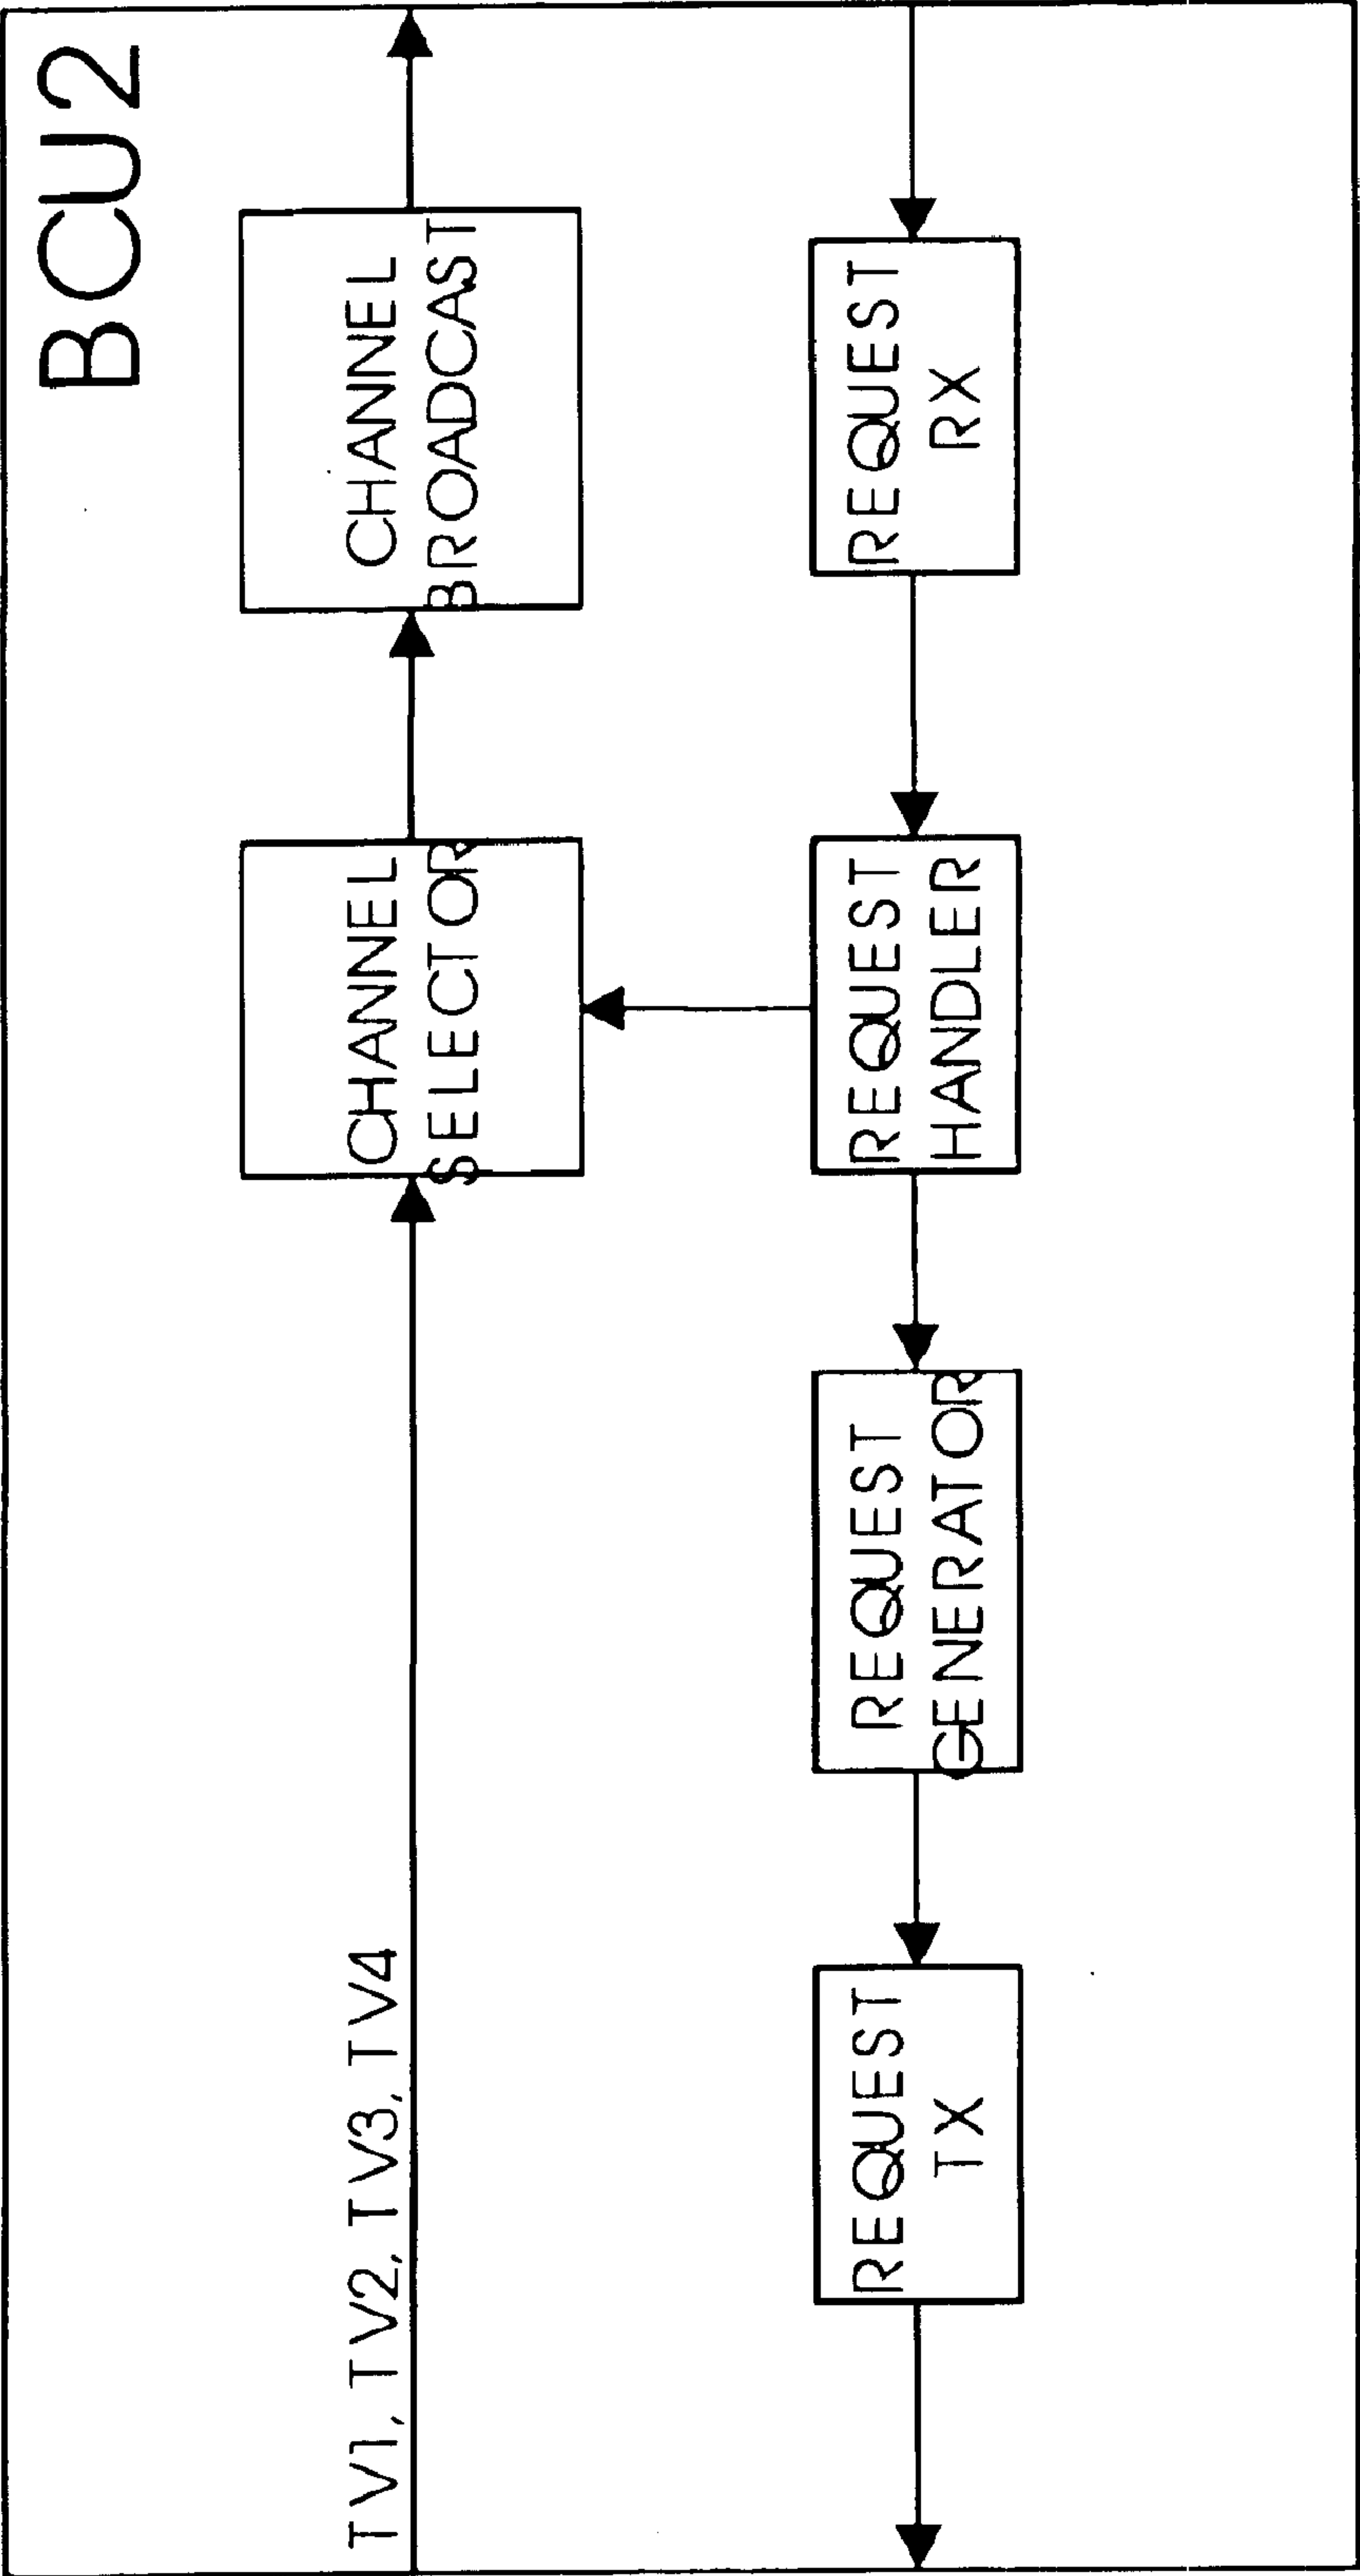 BCU2
TV1, TV2, TV3, TV4
CHANNEL
SELECTOR
CHANNEL
BROADCAST
REQUEST
TX
REQUEST
GENERATOR
REQUEST
HANDLER
REQUEST
RX